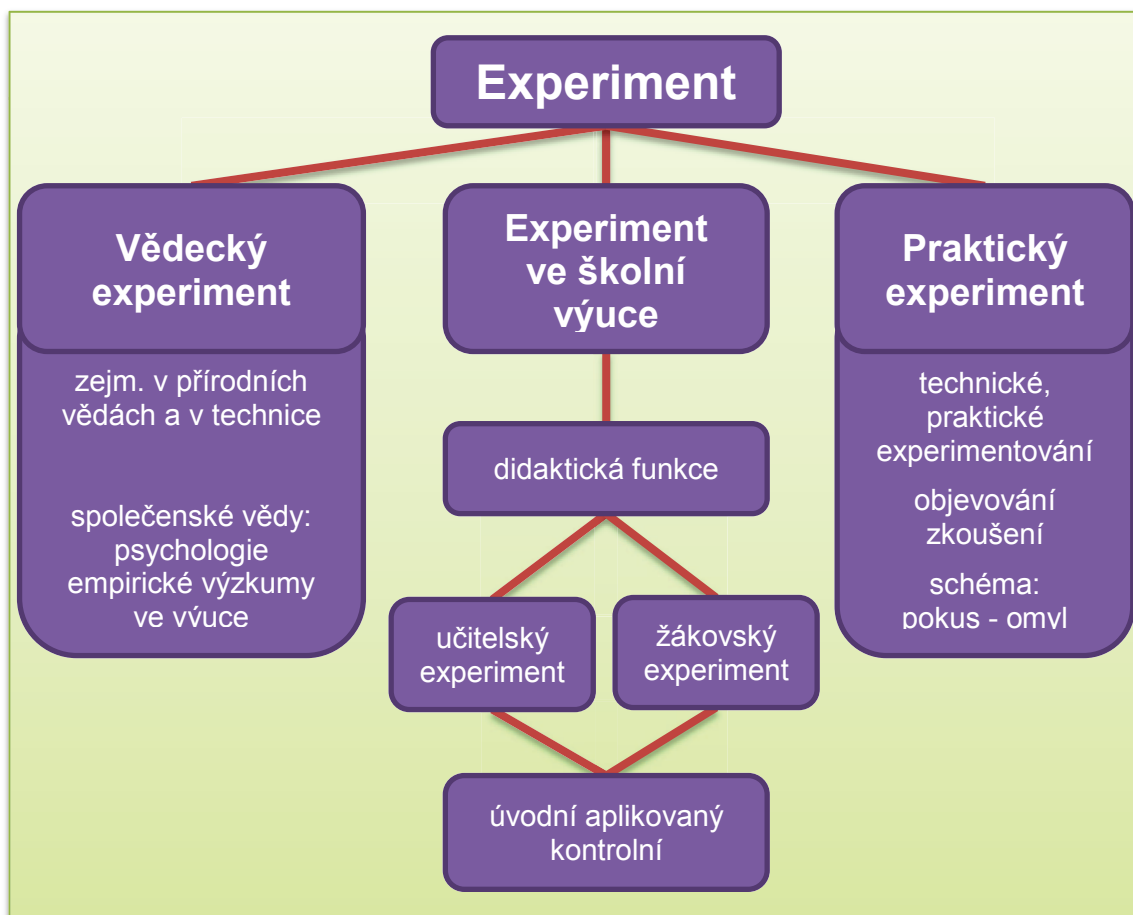 Experiment
Vědecký
experiment
zejm. v přírodních
vědách a v technice
společenské vědy:
psychologie
empirické výzkumy
ve výuce
Experiment
ve školní
výuce
didaktická funkce
učitelský
experiment
žákovský
experiment
úvodní aplikovaný
kontrolní
Praktický
experiment
technické,
praktické
experimentování
objevování
zkoušení
schéma:
pokus - omyl